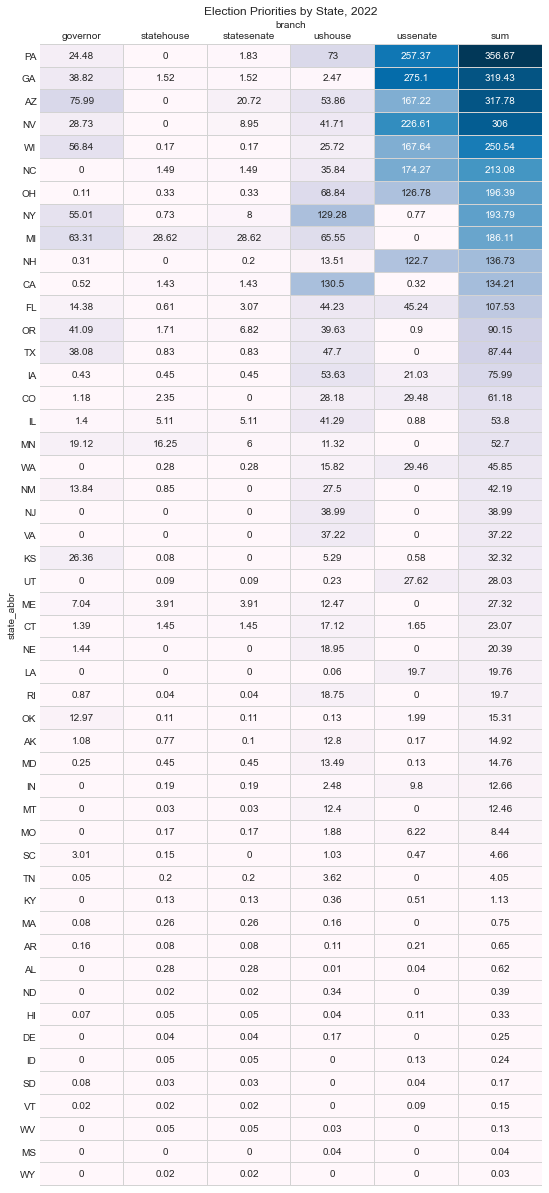 Election Priorities by State, 2022
branch
governor statehouse statesenate ushouse ussenate sum
PA 24.48 0 1.83 73 257.37 356.67
GA 38.82 1.52 1.52 2.47 275.1 319.43
AZ 75.99 0 20.72 53.86 167.22 317.78
NV 28.73 0 8.95 41.71 226.61 306
WI 56.84 0.17 0.17 25.72 167.64 250.54
NC 0 1.49 1.49 35.84 174.27 213.08
OH 0.11 0.33 0.33 68.84 126.78 196.39
NY 55.01 0.73 8 129.28 0.77 193.79
MI 63.31 28.62 28.62 65.55 0 186.11
NH 0.31 0 0.2 13.51 122.7 136.73
CA 0.52 1.43 1.43 130.5 0.32 134.21
FL 14.38 0.61 3.07 44.23 45.24 107.53
OR 41.09 1.71 6.82 39.63 0.9 90.15
TX 38.08 0.83 0.83 47.7 0 87.44
IA 0.43 0.45 0.45 53.63 21.03 75.99
CO 1.18 2.35 0 28.18 29.48 61.18
IL 1.4 5.11 5.11 41.29 0.88 53.8
MN 19.12 16.25 6 11.32 0 52.7
WA 0 0.28 0.28 15.82 29.46 45.85
NM 13.84 0.85 0 27.5 0 42.19
NJ 0 0 0 38.99 0 38.99
VA 0 0 0 37.22 0 37.22
KS 26.36 0.08 0 5.29 0.58 32.32
UT 0 0.09 0.09 0.23 27.62 28.03
state_abbr
ME 7.04 3.91 3.91 12.47 0 27.32
CT 1.39 1.45 1.45 17.12 1.65 23.07
NE 1.44 0 0 18.95 0 20.39
LA 0 0 0 0.06 19.7 19.76
RI 0.87 0.04 0.04 18.75 0 19.7
OK 12.97 0.11 0.11 0.13 1.99 15.31
AK 1.08 0.77 0.1 12.8 0.17 14.92
MD 0.25 0.45 0.45 13.49 0.13 14.76
IN 0 0.19 0.19 2.48 9.8 12.66
MT 0 0.03 0.03 12.4 0 12.46
MO 0 0.17 0.17 1.88 6.22 8.44
SC 3.01 0.15 0 1.03 0.47 4.66
TN 0.05 0.2 0.2 3.62 0 4.05
KY 0 0.13 0.13 0.36 0.51 1.13
MA 0.08 0.26 0.26 0.16 0 0.75
AR 0.16 0.08 0.08 0.11 0.21 0.65
AL 0 0.28 0.28 0.01 0.04 0.62
ND 0 0.02 0.02 0.34 0 0.39
HI 0.07 0.05 0.05 0.04 0.11 0.33
DE 0 0.04 0.04 0.17 0 0.25
ID 0 0.05 0.05 0 0.13 0.24
SD 0.08 0.03 0.03 0 0.04 0.17
VT 0.02 0.02 0.02 0 0.09 0.15
WV 0 0.05 0.05 0.03 0 0.13
MS 0 0 0 0.04 0 0.04
WY 0 0.02 0.02 0 0 0.03